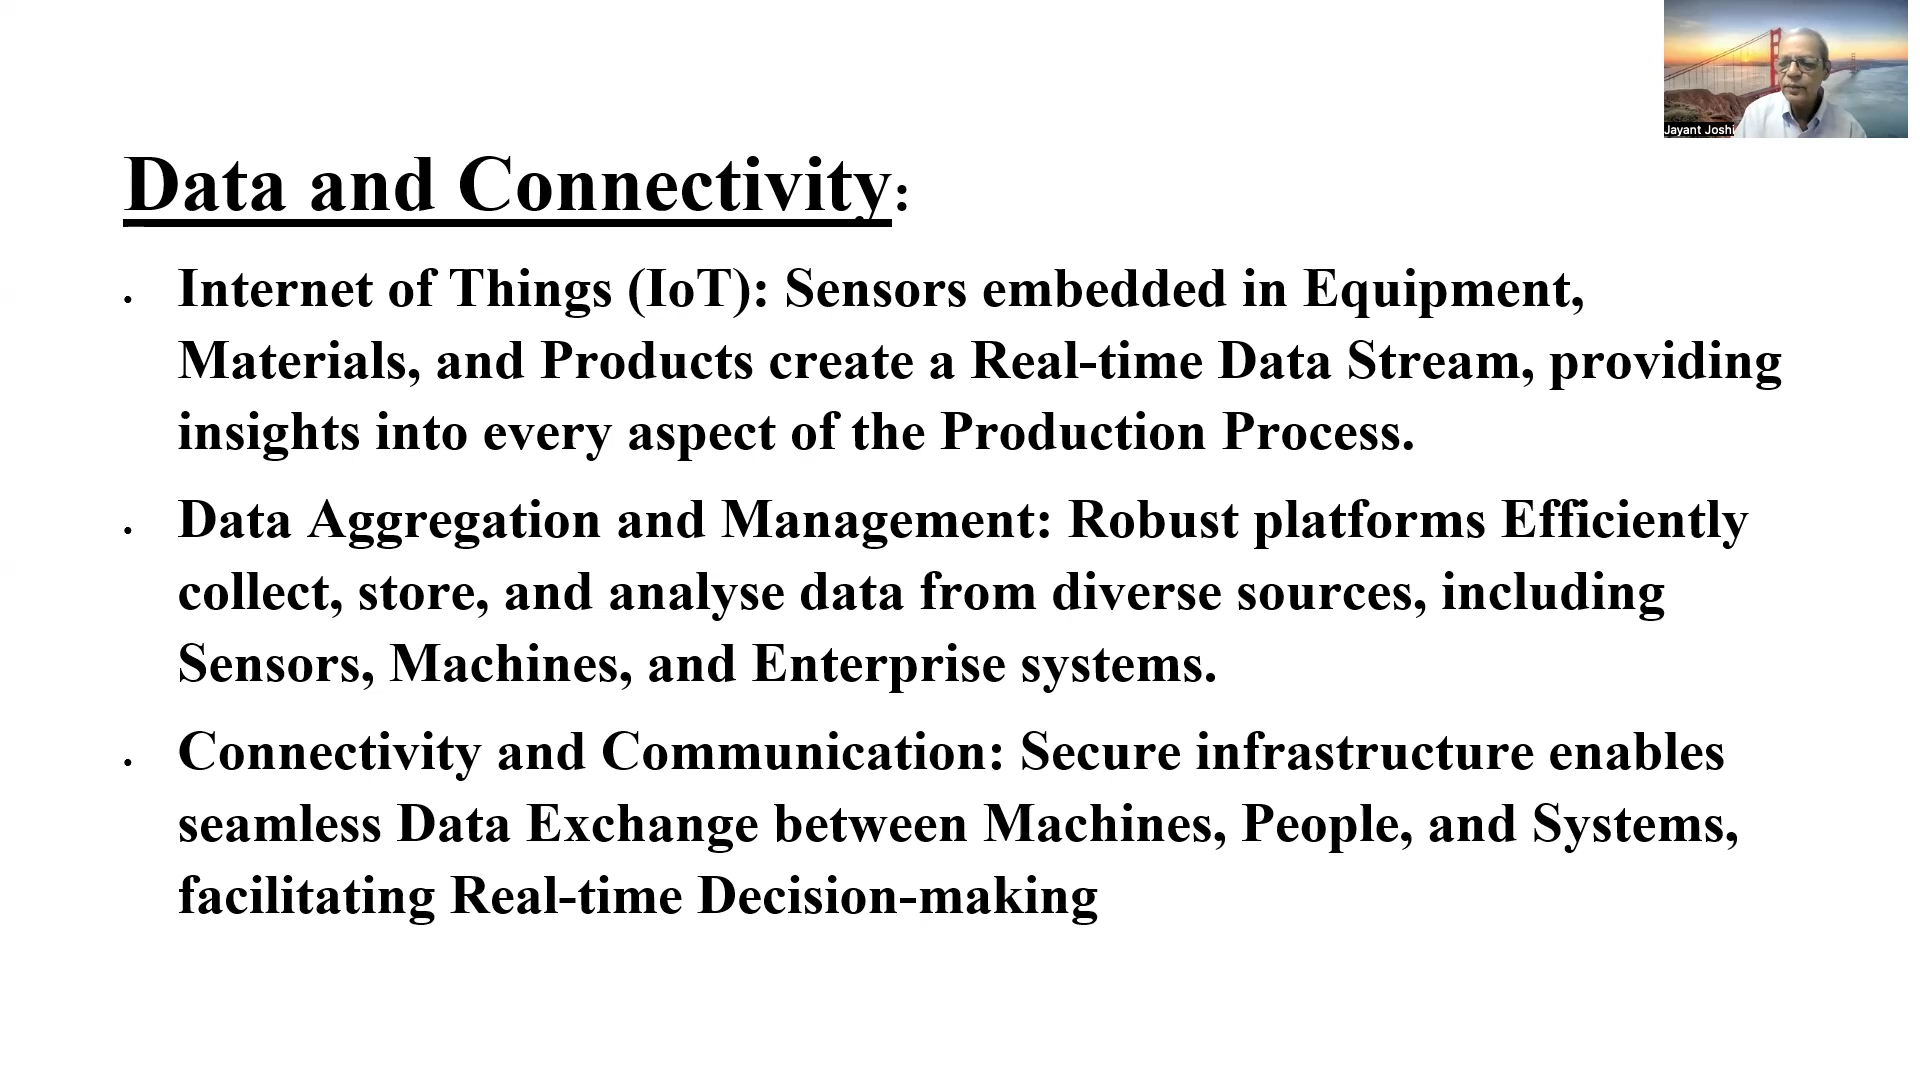 Jayant Joshi
Data and Connectivity:
• Internet of Things (IoT): Sensors embedded in Equipment,
Materials, and Products create a Real-time Data Stream, providing
insights into every aspect of the Production Process.
• Data Aggregation and Management: Robust platforms Efficiently
collect, store, and analyse data from diverse sources, including
Sensors, Machines, and Enterprise systems.
• Connectivity and Communication: Secure infrastructure enables
seamless Data Exchange between Machines, People, and Systems,
facilitating Real-time Decision-making